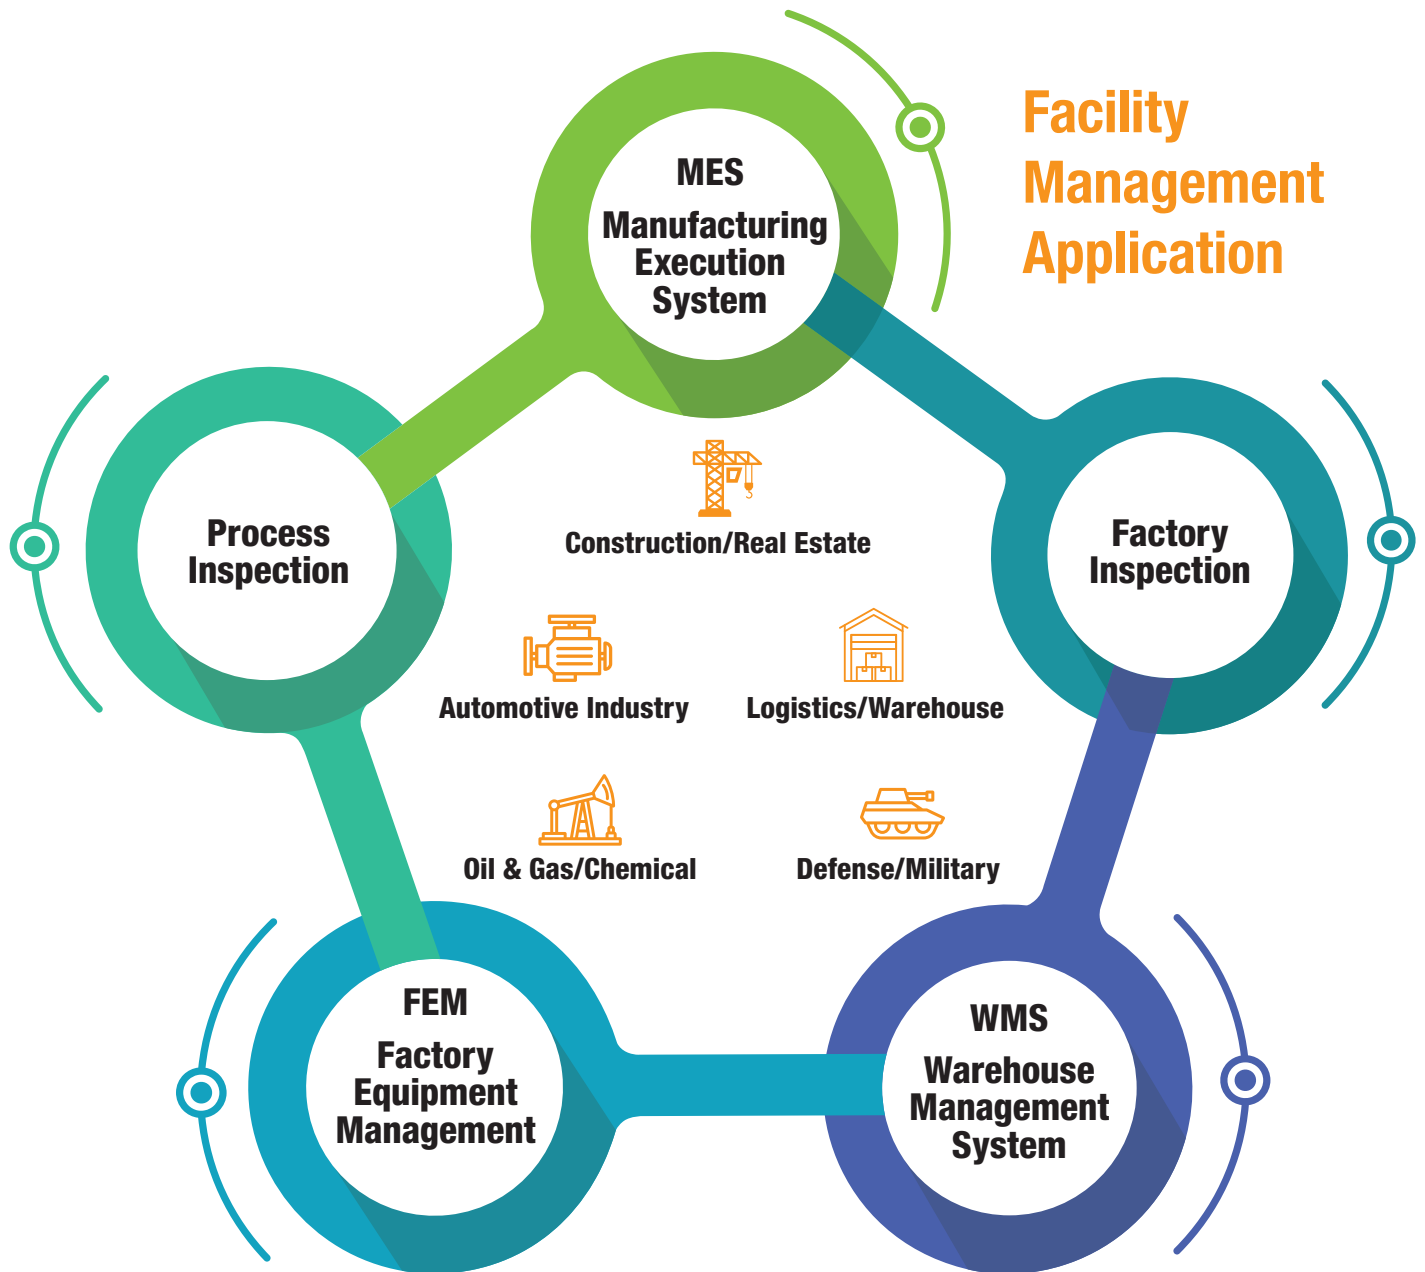 Facility
Management
Application
MES
Manufacturing
Execution
System
Process
Inspection
Factory
Inspection
Construction/Real Estate
Automotive Industry
Logistics/Warehouse
Oil & Gas/Chemical
Defense/Military
FEM
Factory
Equipment
Management
WMS
Warehouse
Management
System